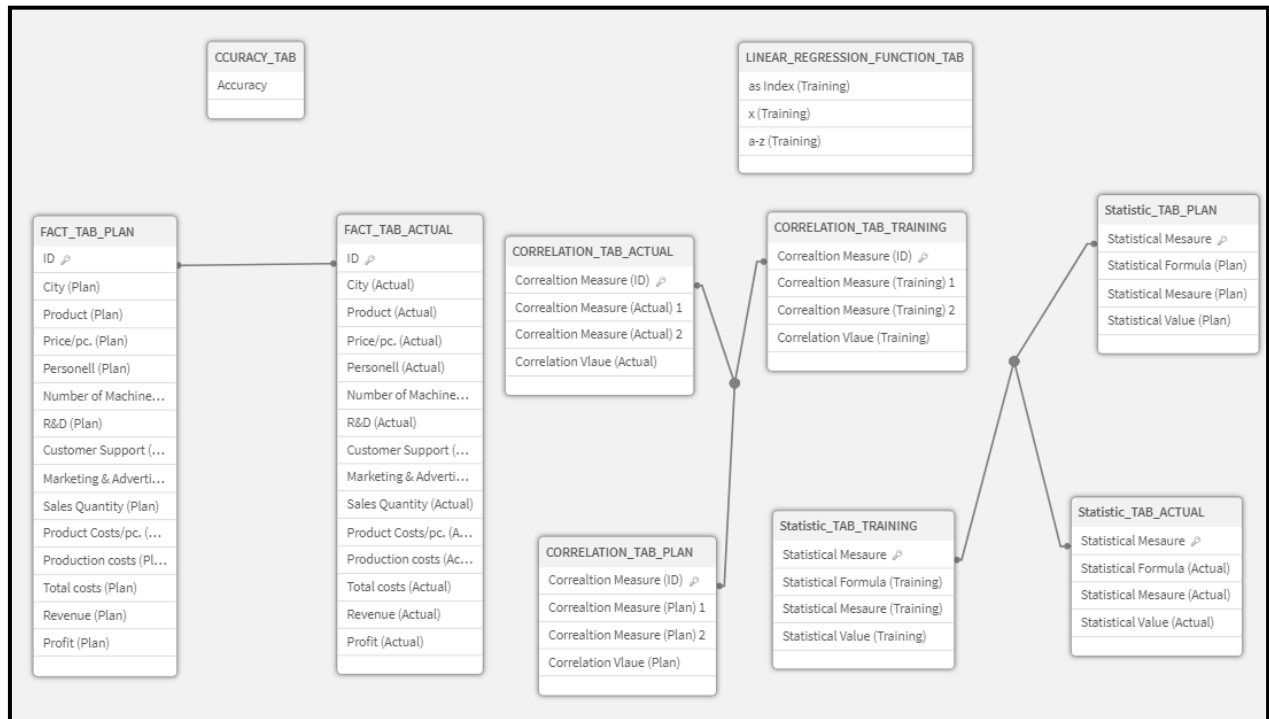 CCURACY_TAB
Accuracy
LINEAR_REGRESSION_FUNCTION_TAB
as Index (Training)
x (Training)
a-z (Training)
FACT_TAB_PLAN
ID
City (Plan)
Product (Plan)
Price/pc. (Plan)
Personell (Plan)
Number of Machine...
R&D (Plan)
Customer Support (...
Marketing & Adverti...
Sales Quantity (Plan)
Product Costs/pc. (...
Production costs (Pl...
Total costs (Plan)
Revenue (Plan)
Profit (Plan)
FACT_TAB_ACTUAL
ID
City (Actual)
Product (Actual)
Price/pc. (Actual)
Personell (Actual)
Number of Machine...
R&D (Actual)
Customer Support (...
Marketing & Adverti...
Sales Quantity (Actual)
Product Costs/pc. (A...
Production costs (Ac...
Total costs (Actual)
Revenue (Actual)
Profit (Actual)
CORRELATION_TAB_ACTUAL
Correaltion Measure (ID)
Correaltion Measure (Actual) 1
Correaltion Measure (Actual) 2
Correlation Vlaue (Actual)
CORRELATION_TAB_TRAINING
Correaltion Measure (ID)
Correaltion Measure (Training) 1
Correaltion Measure (Training) 2
Correlation Vlaue (Training)
Statistic_TAB_PLAN
Statistical Mesaure
Statistical Formula (Plan)
Statistical Mesaure (Plan)
Statistical Value (Plan)
CORRELATION_TAB_PLAN
Correaltion Measure (ID)
Correaltion Measure (Plan) 1
Correaltion Measure (Plan) 2
Correlation Vlaue (Plan)
Statistic_TAB_TRAINING
Statistical Mesaure
Statistical Formula (Training)
Statistical Mesaure (Training)
Statistical Value (Training)
Statistic_TAB_ACTUAL
Statistical Mesaure
Statistical Formula (Actual)
Statistical Mesaure (Actual)
Statistical Value (Actual)